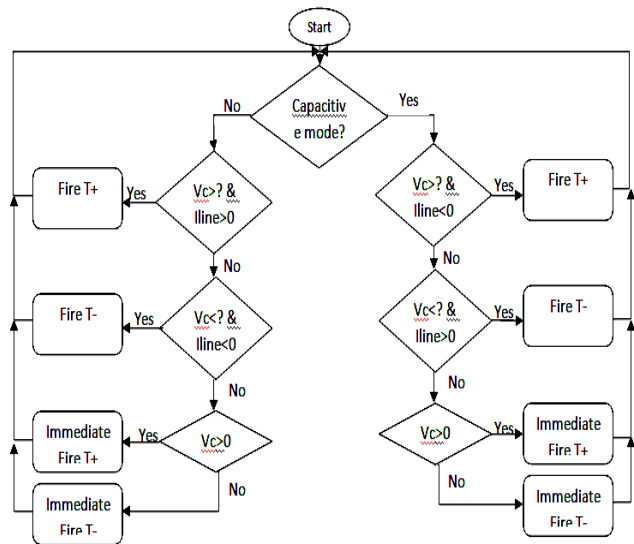 Start
Capacitiv
e mode?
No
Yes
Vc>? &
Iline>0
Yes
Fire T+
No
Vc<? &
Iline<0
Yes
Fire T-
No
Vc>0
Yes
Immediate
Fire T+
No
Immediate
Fire T-
Vc>? &
Iline<0
Yes
Fire T+
No
Vc<? &
Iline>0
Yes
Fire T-
No
Vc>0
Yes
Immediate
Fire T+
No
Immediate
Fire T-